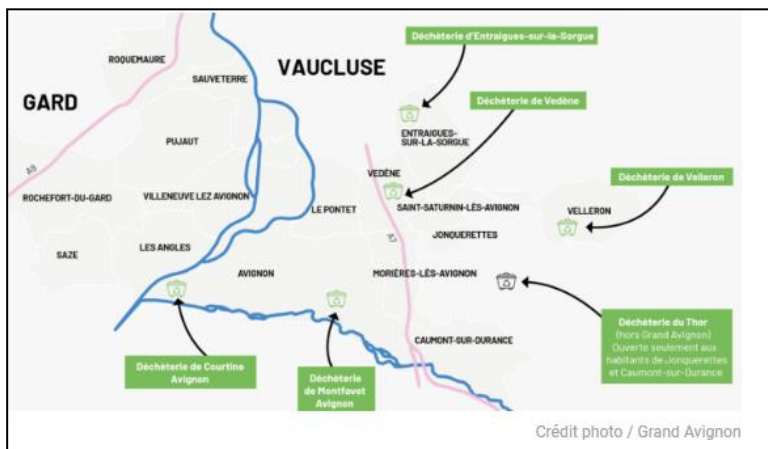 Déchèterie d'Entraigues-sur-la-Sorgue
ROQUEMAURE
SAUVETERRE
VAUCLUSE
GARD
Déchèterie de Vedène
PUJAUT
ENTRAIGUES-
SUR-LA-SORGUE
A9
VEDÈNE
Déchèterie de Velleron
ROCHEFORT-DU-GARD
VILLENEUVE LEZ AVIGNON
LE PONTET
SAINT-SATURNIN-LÈS-AVIGNON
VELLERON
A7
JONQUERETTES
LES ANGLES
SAZE
AVIGNON
MORIÈRES-LÈS-AVIGNON
Déchèterie du Thor
(hors Grand Avignon)
Ouverte seulement aux
habitants de Jonquerettes
et Caumont-sur-Durance
CAUMONT-SUR-DURANCE
Déchèterie de Courtine
Avignon
Déchèterie
de Montfavet
Avignon
Crédit photo / Grand Avignon